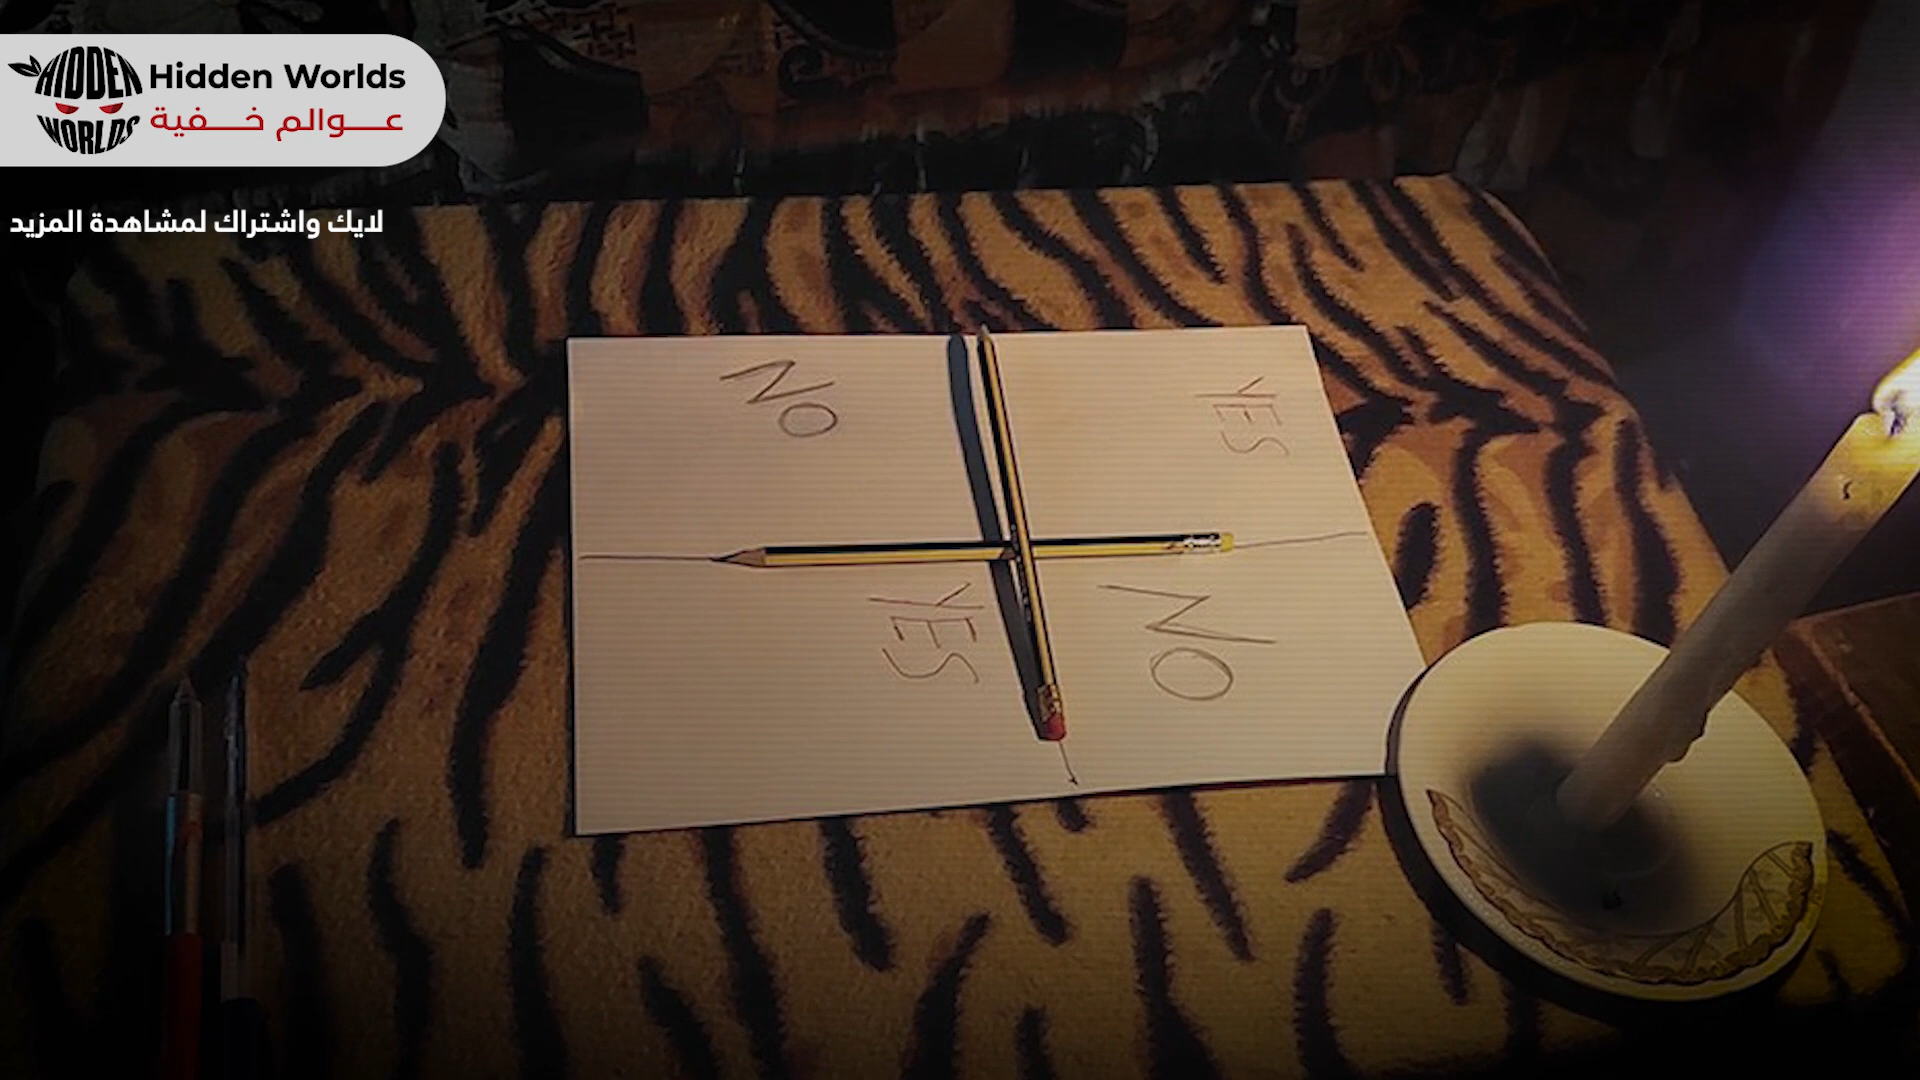 HIDDEN
WORLDS
Hidden Worlds
عـــوالم خـــفية
لايك واشتراك لمشاهدة المزيد
NO
YES
YES
NO